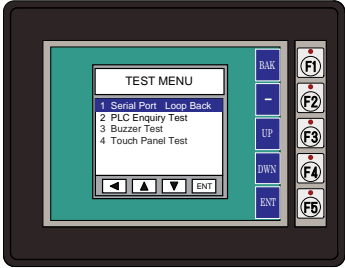 TEST MENU
1 Serial Port Loop Back
2 PLC Enquiry Test
3 Buzzer Test
4 Touch Panel Test
ENT
BAK
–
UP
DWN
ENT
F1
F2
F3
F4
F5